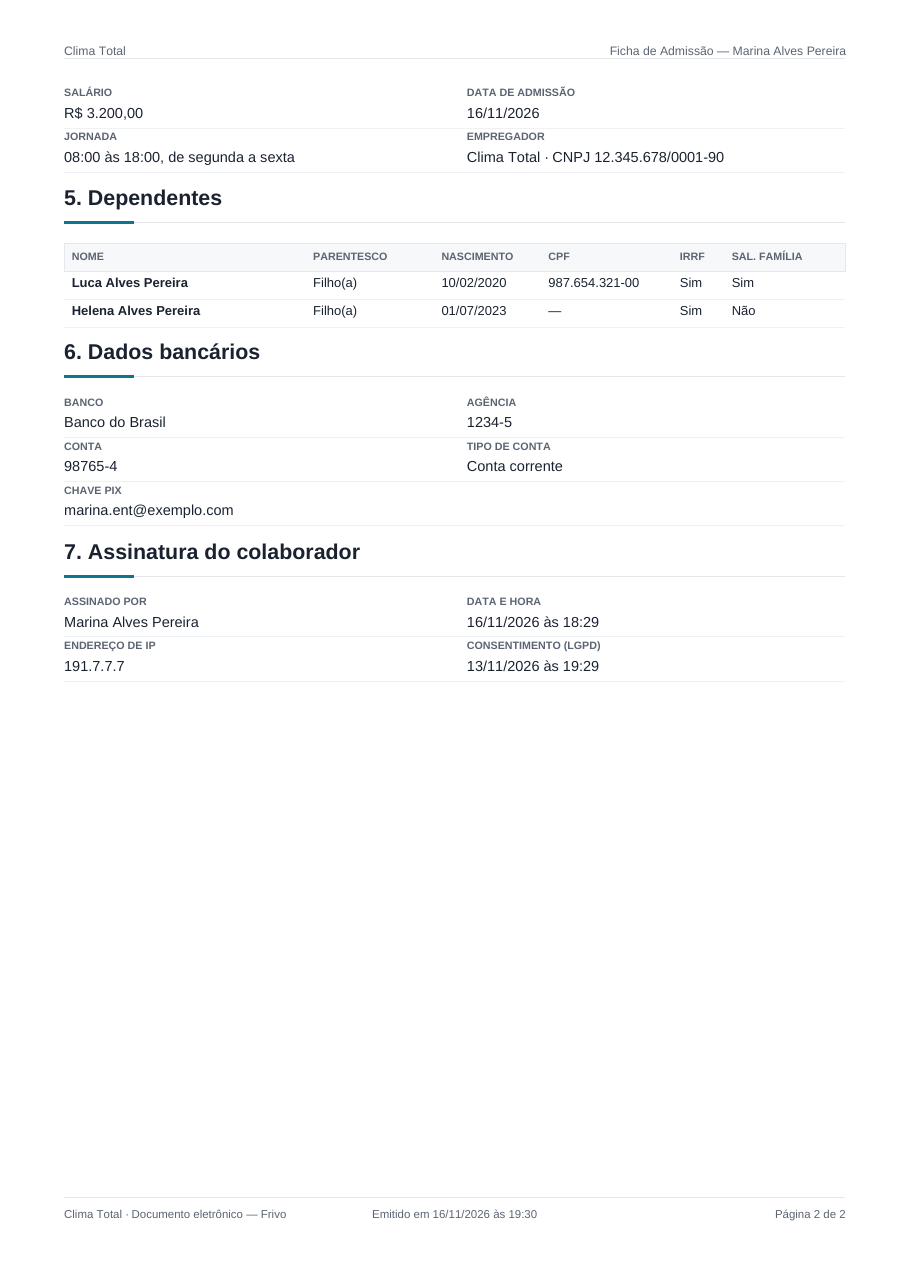 Clima Total Ficha de Admissão — Marina Alves Pereira
SALÁRIO DATA DE ADMISSÃO
R$ 3.200,00 16/11/2026
JORNADA EMPREGADOR
08:00 às 18:00, de segunda a sexta Clima Total · CNPJ 12.345.678/0001-90
5. Dependentes
NOME PARENTESCO NASCIMENTO CPF IRRF SAL. FAMÍLIA
Luca Alves Pereira Filho(a) 10/02/2020 987.654.321-00 Sim Sim
Helena Alves Pereira Filho(a) 01/07/2023 — Sim Não
6. Dados bancários
BANCO AGÊNCIA
Banco do Brasil 1234-5
CONTA TIPO DE CONTA
98765-4 Conta corrente
CHAVE PIX
marina.ent@exemplo.com
7. Assinatura do colaborador
ASSINADO POR DATA E HORA
Marina Alves Pereira 16/11/2026 às 18:29
ENDEREÇO DE IP CONSENTIMENTO (LGPD)
191.7.7.7 13/11/2026 às 19:29
Clima Total · Documento eletrônico — Frivo Emitido em 16/11/2026 às 19:30 Página 2 de 2